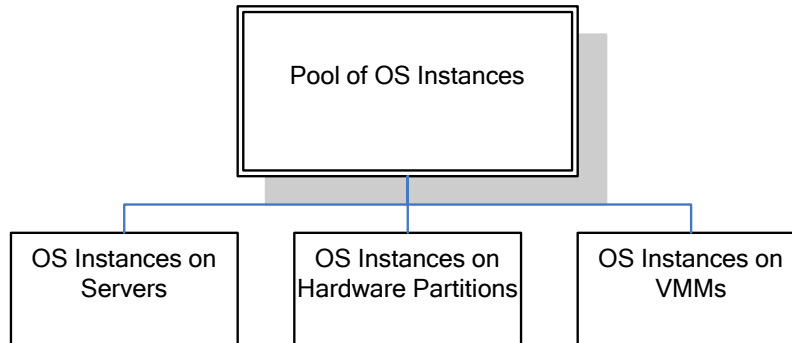 Pool of OS Instances
OS Instances on
Servers
OS Instances on
Hardware Partitions
OS Instances on
VMMs